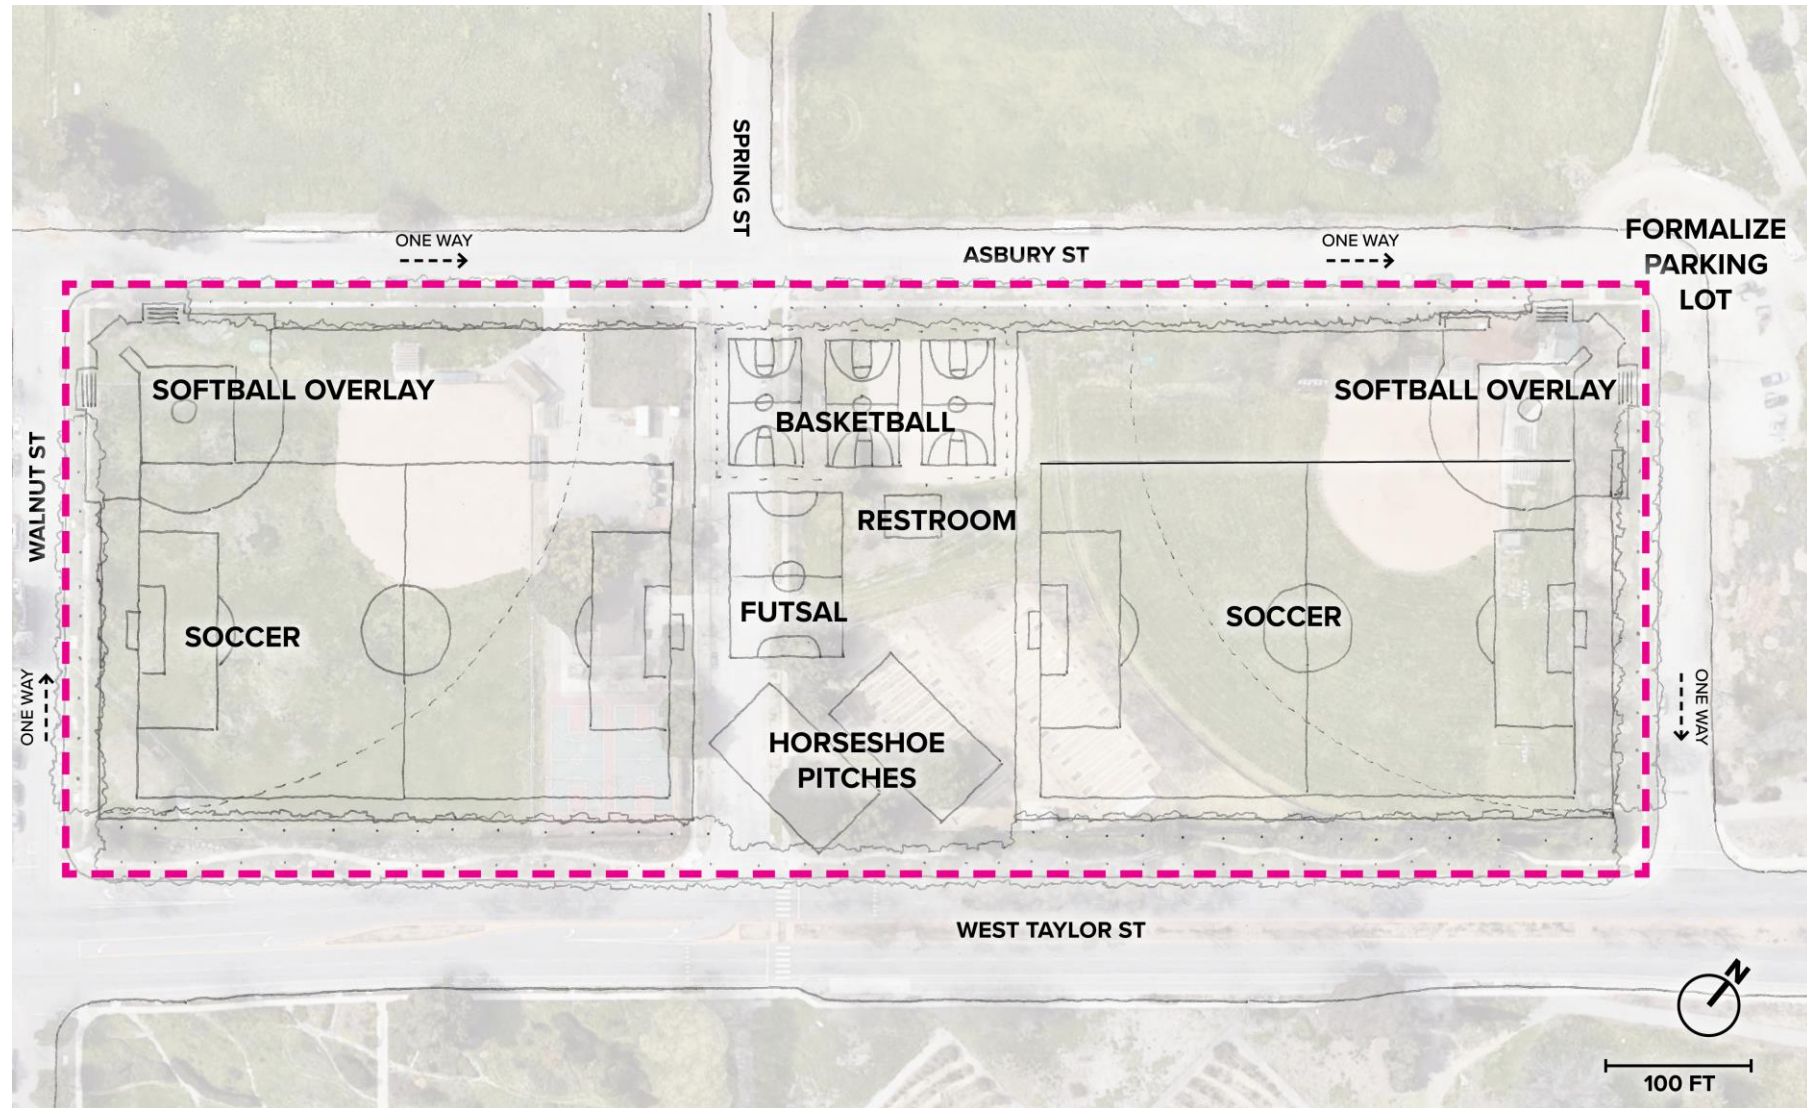 SPRING ST
FORMALIZE
PARKING
LOT
ONE WAY
ASBURY ST
ONE WAY
SOFTBALL OVERLAY
SOFTBALL OVERLAY
BASKETBALL
WALNUT ST
RESTROOM
FUTSAL
SOCCER
SOCCER
ONE WAY
ONE WAY
HORSESHOE
PITCHES
WEST TAYLOR ST
N
100 FT